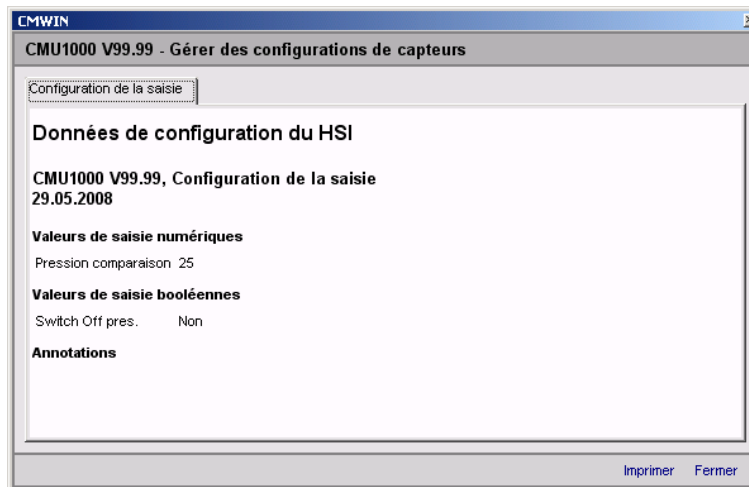 CMWIN
CMU1000 V99.99 - Gérer des configurations de capteurs
Configuration de la saisie
Données de configuration du HSI
CMU1000 V99.99, Configuration de la saisie
29.05.2008
Valeurs de saisie numériques
Pression comparaison 25
Valeurs de saisie booléennes
Switch Off pres. Non
Annotations
Imprimer Fermer